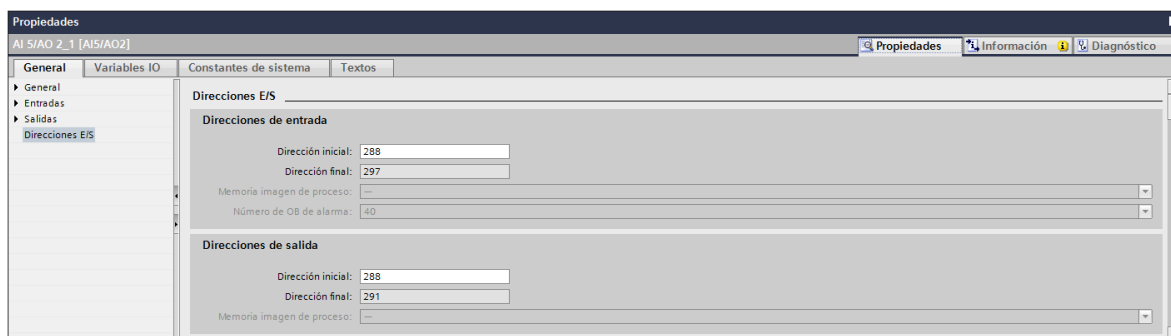 Propiedades
AI 5/AO 2_1 [AI5/AO2]
Propiedades Información Diagnóstico
General Variables IO Constantes de sistema Textos
General
Entradas
Salidas
Direcciones E/S
Direcciones E/S
Direcciones de entrada
Dirección inicial: 288
Dirección final: 297
Memoria imagen de proceso: ---
Número de OB de alarma: 40
Direcciones de salida
Dirección inicial: 288
Dirección final: 291
Memoria imagen de proceso: ---